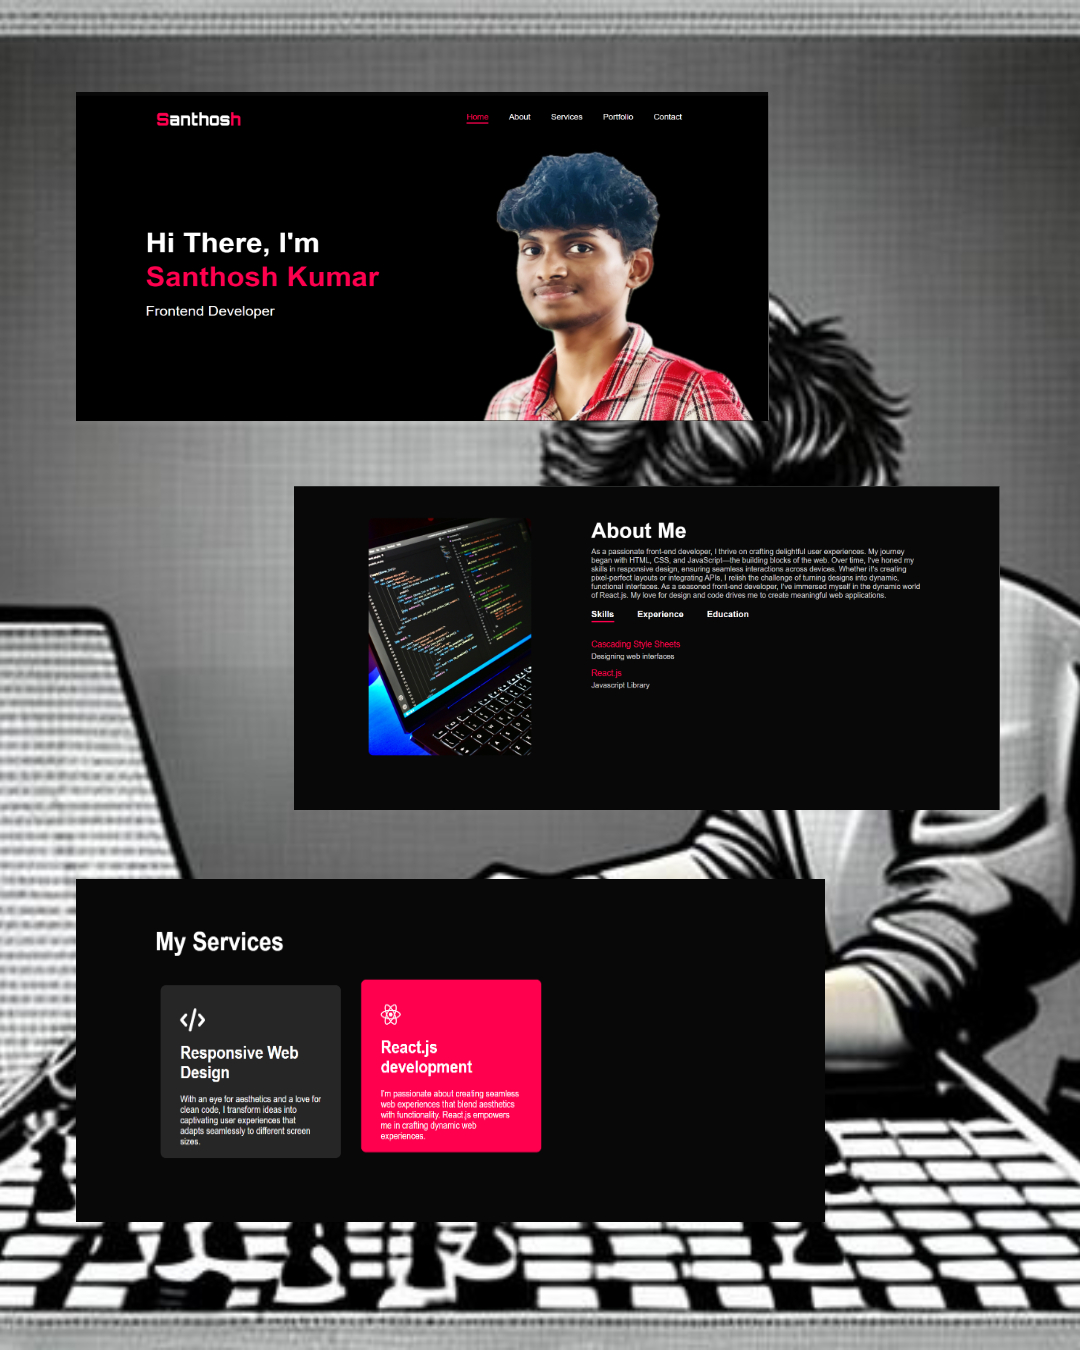 Santhosh
Home About Services Portfolio Contact
Hi There, I'm
Santhosh Kumar
Frontend Developer
About Me
As a passionate front-end developer, I thrive on crafting delightful user experiences. My journey
began with HTML, CSS, and JavaScript—the building blocks of the web. Over time, I've honed my
skills in responsive design, ensuring seamless interactions across devices. Whether it's creating
pixel-perfect layouts or integrating APIs, I relish the challenge of turning designs into dynamic,
functional interfaces. As a seasoned front-end developer, I've immersed myself in the dynamic world
of React.js. My love for design and code drives me to create meaningful web applications.
Skills Experience Education
Cascading Style Sheets
Designing web interfaces
React.js
Javascript Library
My Services
Responsive Web
Design
With an eye for aesthetics and a love for
clean code, I transform ideas into
captivating user experiences that
adapts seamlessly to different screen
sizes.
React.js
development
I'm passionate about creating seamless
web experiences that blend aesthetics
with functionality. React.js empowers
me in crafting dynamic web
experiences.